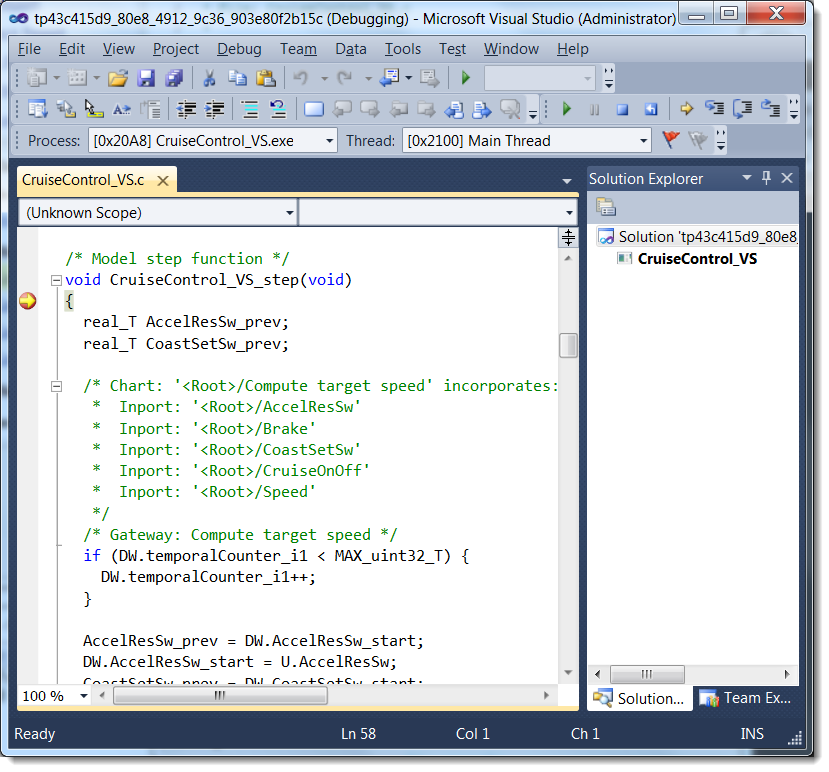 tp43c415d9_80e8_4912_9c36_903e80f2b15c (Debugging) - Microsoft Visual Studio (Administrator)
File Edit View Project Debug Team Data Tools Test Window Help
Process: [0x20A8] CruiseControl_VS.exe Thread: [0x2100] Main Thread
CruiseControl_VS.c
(Unknown Scope)
/* Model step function */
void CruiseControl_VS_step(void)
{
real_T AccelResSw_prev;
real_T CoastSetSw_prev;
/* Chart: '<Root>/Compute target speed' incorporates:
*  Inport: '<Root>/AccelResSw'
*  Inport: '<Root>/Brake'
*  Inport: '<Root>/CoastSetSw'
*  Inport: '<Root>/CruiseOnOff'
*  Inport: '<Root>/Speed'
*/
/* Gateway: Compute target speed */
if (DW.temporalCounter_i1 < MAX_uint32_T) {
DW.temporalCounter_i1++;
}
AccelResSw_prev = DW.AccelResSw_start;
DW.AccelResSw_start = U.AccelResSw;
CoastSetSw_prev = DW.CoastSetSw_start;
100 %
Solution Explorer
Solution 'tp43c415d9_80e8_
CruiseControl_VS
Solution... Team Ex...
Ready Ln 58 Col 1 Ch 1 INS